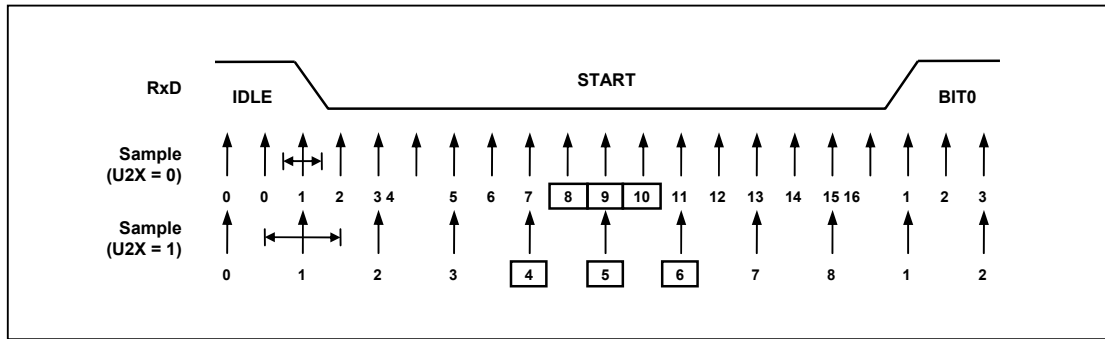 RxD
IDLE
START
BIT0
Sample
(U2X = 0)
0 0 1 2 3 4 5 6 7 8 9 10 11 12 13 14 15 16 1 2 3
Sample
(U2X = 1)
0 1 2 3 4 5 6 7 8 1 2